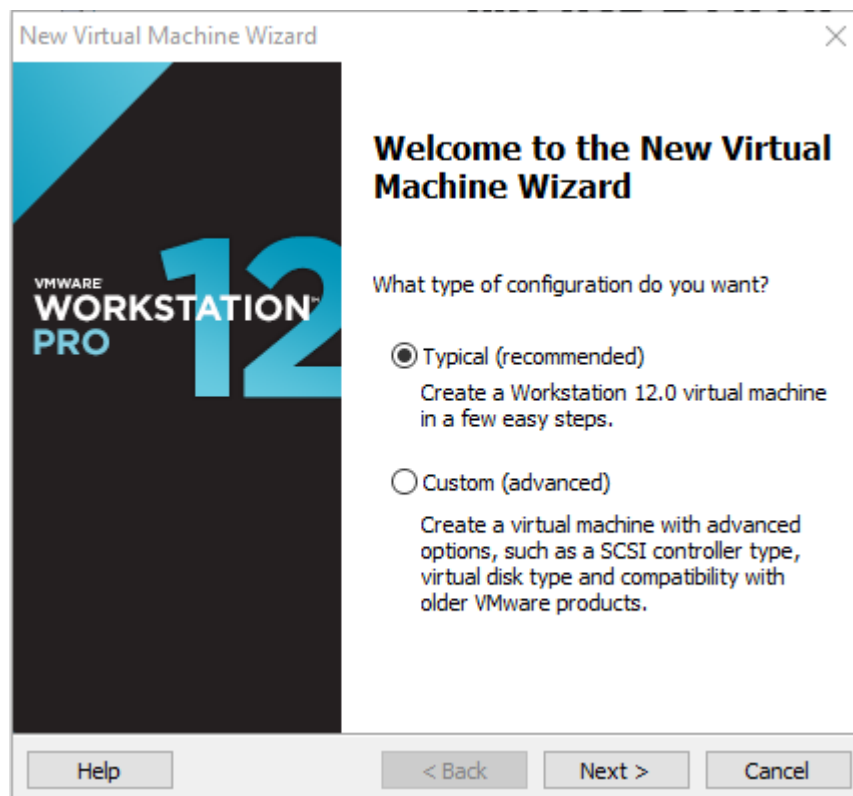 New Virtual Machine Wizard
VMWARE
WORKSTATION™
PRO
12
Welcome to the New Virtual
Machine Wizard
What type of configuration do you want?
Typical (recommended)
Create a Workstation 12.0 virtual machine
in a few easy steps.
Custom (advanced)
Create a virtual machine with advanced
options, such as a SCSI controller type,
virtual disk type and compatibility with
older VMware products.
Help
< Back
Next >
Cancel